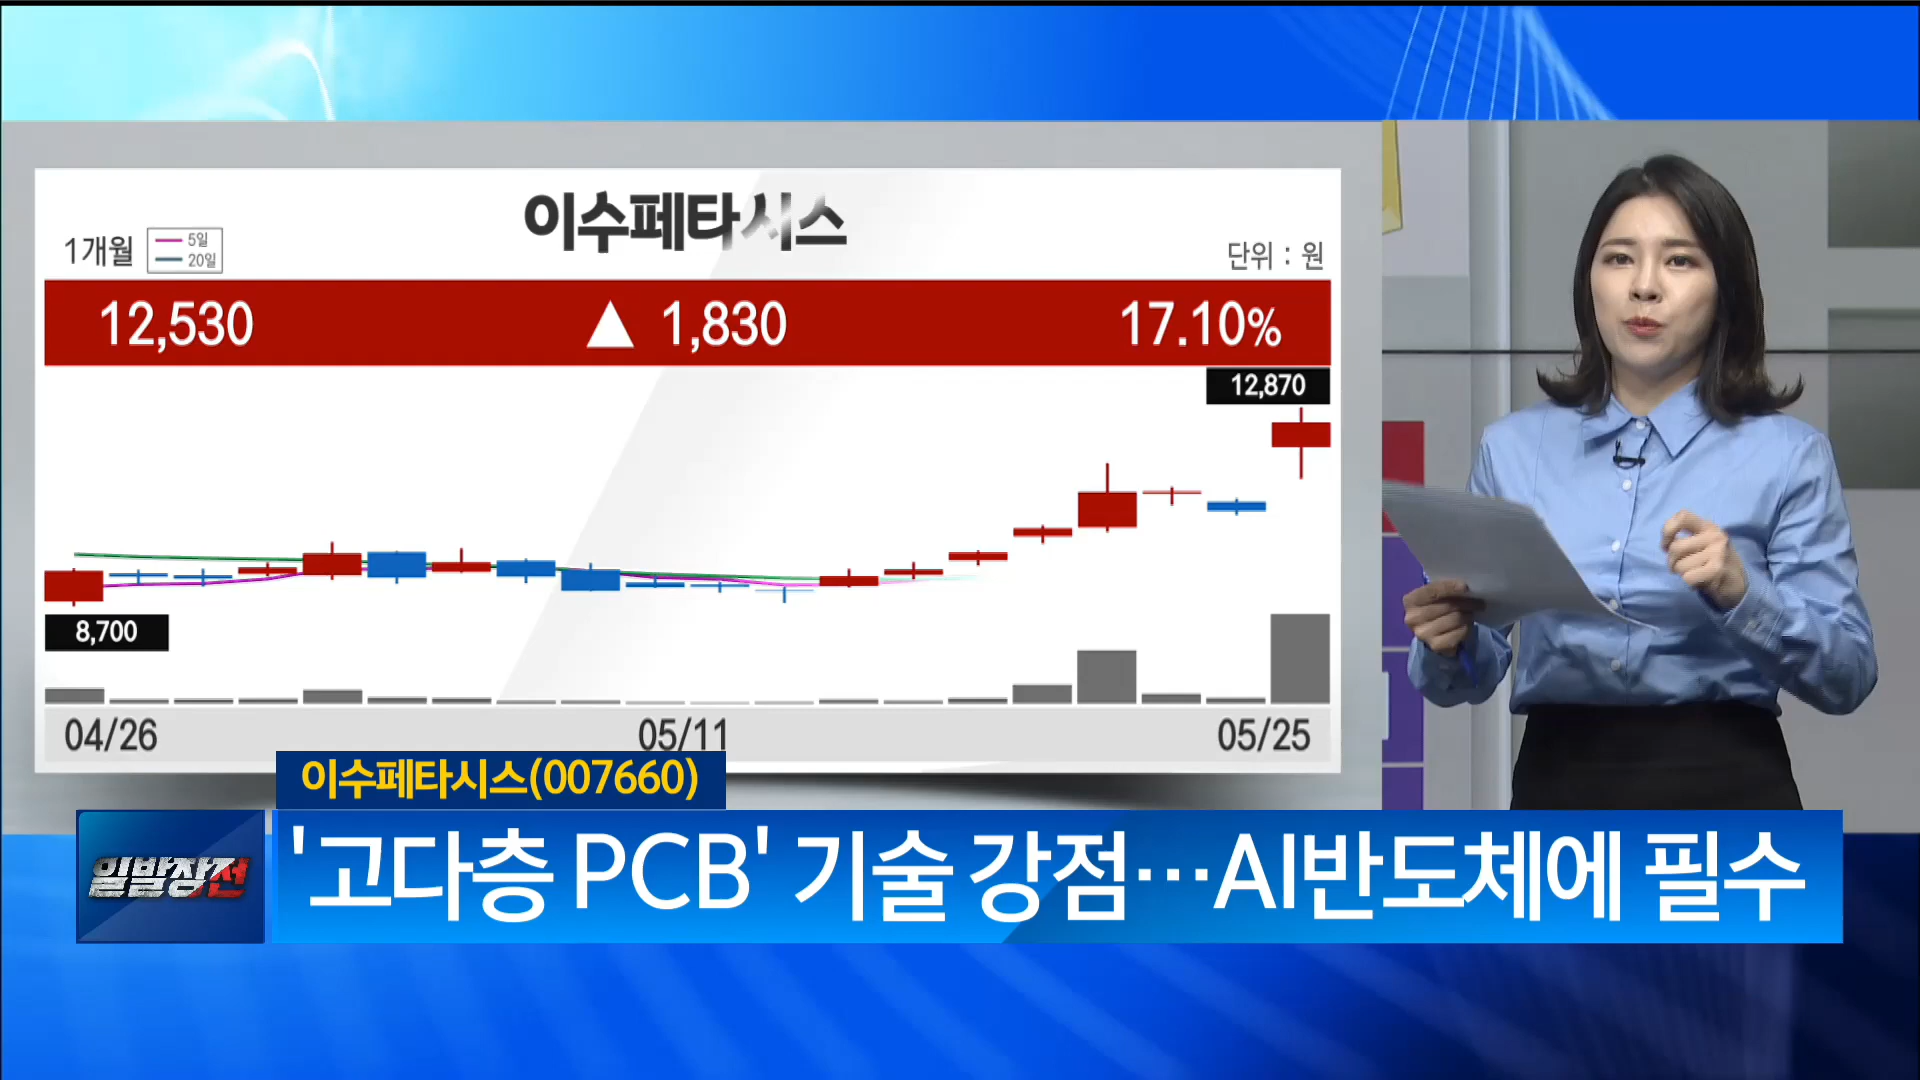 이수페타시스
1개월
5일
20일
단위 : 원
12,530 ▲ 1,830 17.10%
12,870
8,700
04/26 05/11 05/25
이수페타시스(007660)
일발장전
'고다층 PCB' 기술 강점…AI반도체에 필수